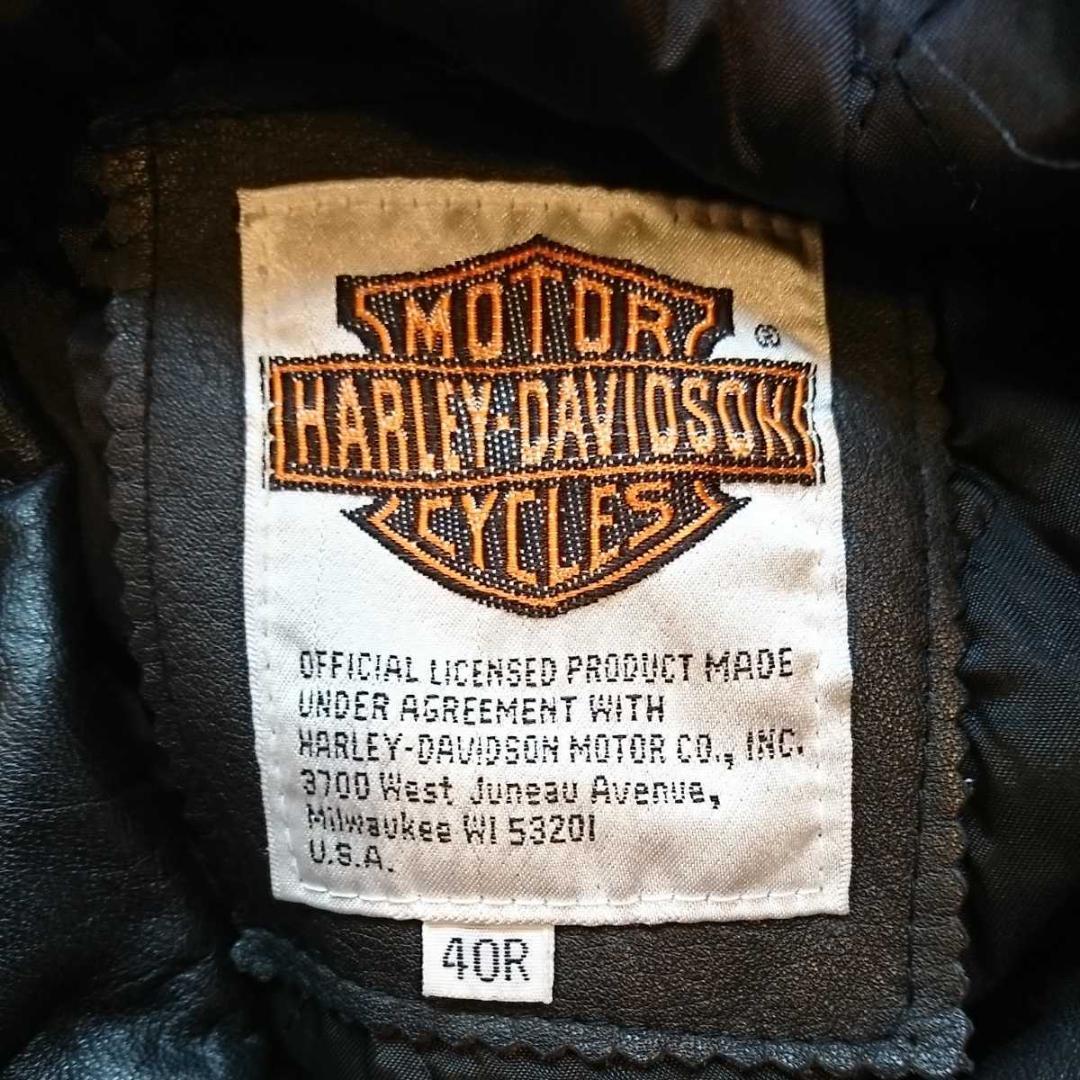 MOTOR
®
HARLEY-DAVIDSON
CYCLES
OFFICIAL LICENSED PRODUCT MADE
UNDER AGREEMENT WITH
HARLEY-DAVIDSON MOTOR CO., INC.
3700 West Juneau Avenue,
Milwaukee WI 53201
U.S.A.
40R